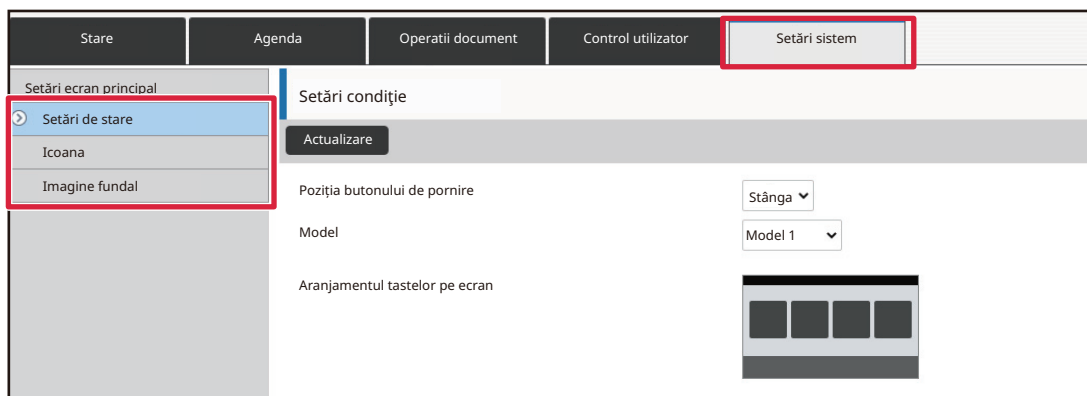 Stare
Agenda
Operatii document
Control utilizator
Setări sistem
Setări ecran principal
Setări de stare
Icoana
Imagine fundal
Setări condiţie
Actualizare
Poziția butonului de pornire
Stânga
Model
Model 1
Aranjamentul tastelor pe ecran